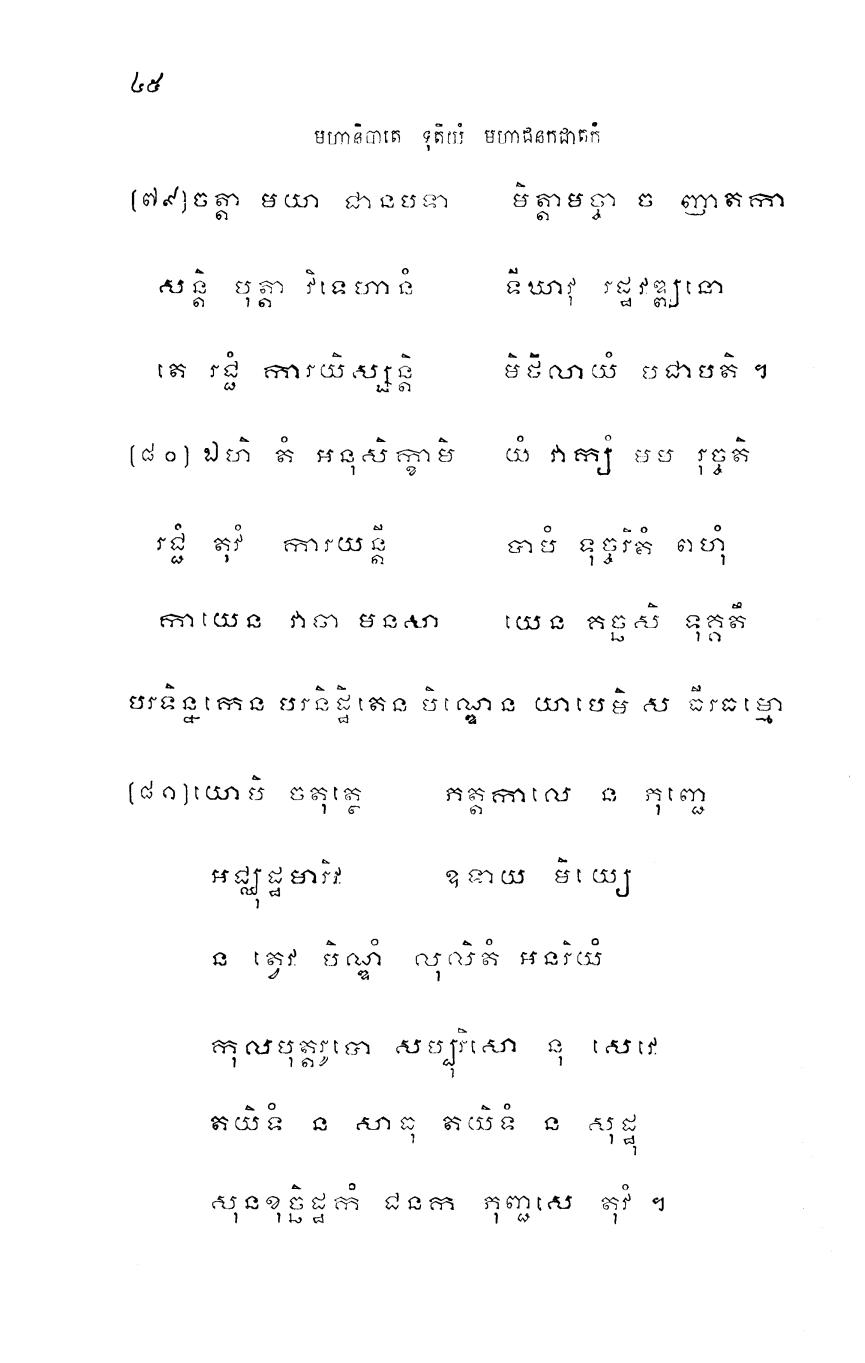 ៤៥
មហានិបាតេ ទុតិយំ មហាជនកជាតកំ
(៧៩)ចត្តា មយា ជានបទា មិត្តាមច្ចា ច ញាតកា
សន្តិ បុត្តា វិទេហានំ ទីឃាវុ រដ្ឋវឌ្ឍនោ
តេ រជ្ជំ ការយិស្សន្តិ មិថិលាយំ បជាបតិ ។
(៨០) ឯហិ តំ អនុសិក្ខាមិ យំ វាក្យំ មម រុច្ចតិ
រជ្ជំ តុវំ ការយន្តី បាបំ ទុច្ចរិតំ ពហុំ
កាយេន វាចា មនសា យេន កច្ឆសិ ទុក្គតឹ
បរទិន្នកេន បរនិដ្ឋិតេន បិណ្ឌេន យាបេមិ ស ធីរធម្មោ
(៨១)យោបិ ចតុត្ថេ ភត្តកាលេ ន ភុញ្ជេ
អជ្ឈុដ្ឋមារិវ ឧទាយ មិយ្យេ
ន ត្វេវ បិណ្ឌំ លុលិតំ អនរិយំ
កុលបុត្តរូបោ សប្បុរិសោ នុ សេវេ
តយិទំ ន សាធុ តយិទំ ន សុដ្ឋុ
សុនខុច្ឆិដ្ឋកំ ជនក ភុញ្ជសេ តុវំ ។